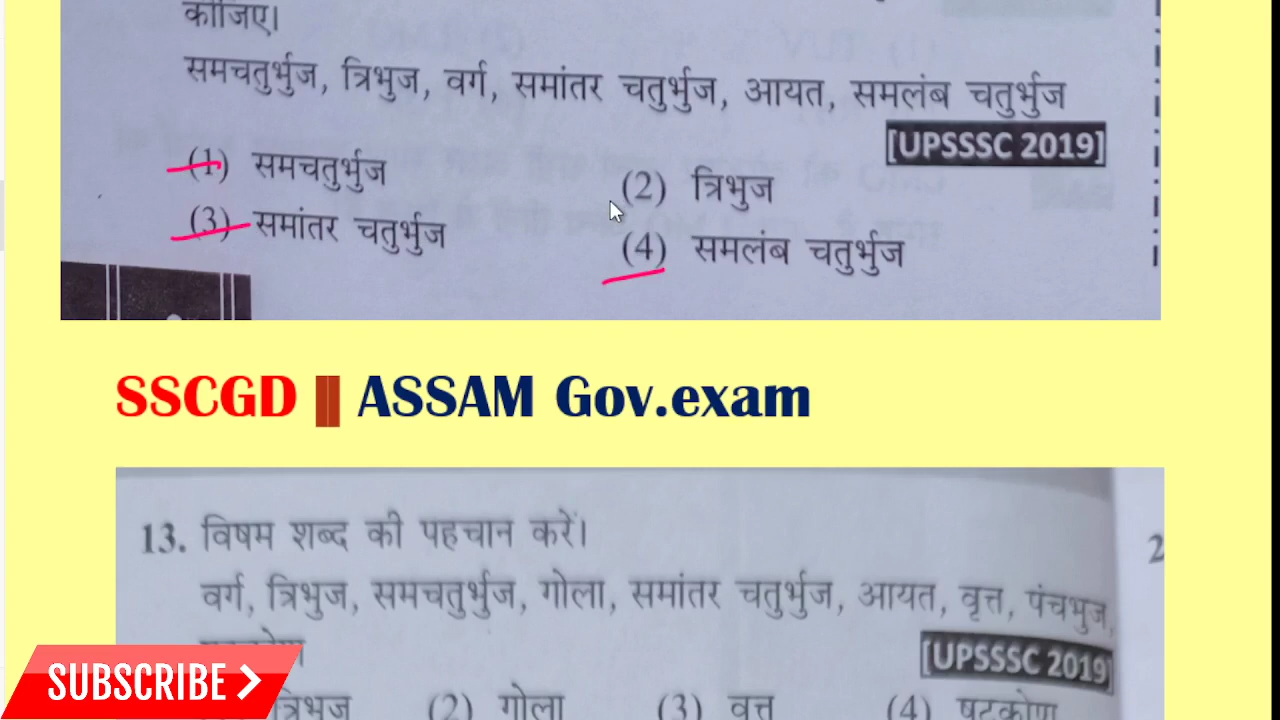 कीजिए।
समचतुर्भुज, त्रिभुज, वर्ग, समांतर चतुर्भुज, आयत, समलंब चतुर्भुज
[UPSSSC 2019]
(1) समचतुर्भुज
(2) त्रिभुज
(3) समांतर चतुर्भुज
(4) समलंब चतुर्भुज
SSCGD || ASSAM Gov.exam
13. विषम शब्द की पहचान करें।
वर्ग, त्रिभुज, समचतुर्भुज, गोला, समांतर चतुर्भुज, आयत, वृत्त, पंचभुज,
[UPSSSC 2019]
त्रिभुज (2) गोला (3) वृत्त (4) षटकोण
SUBSCRIBE
2